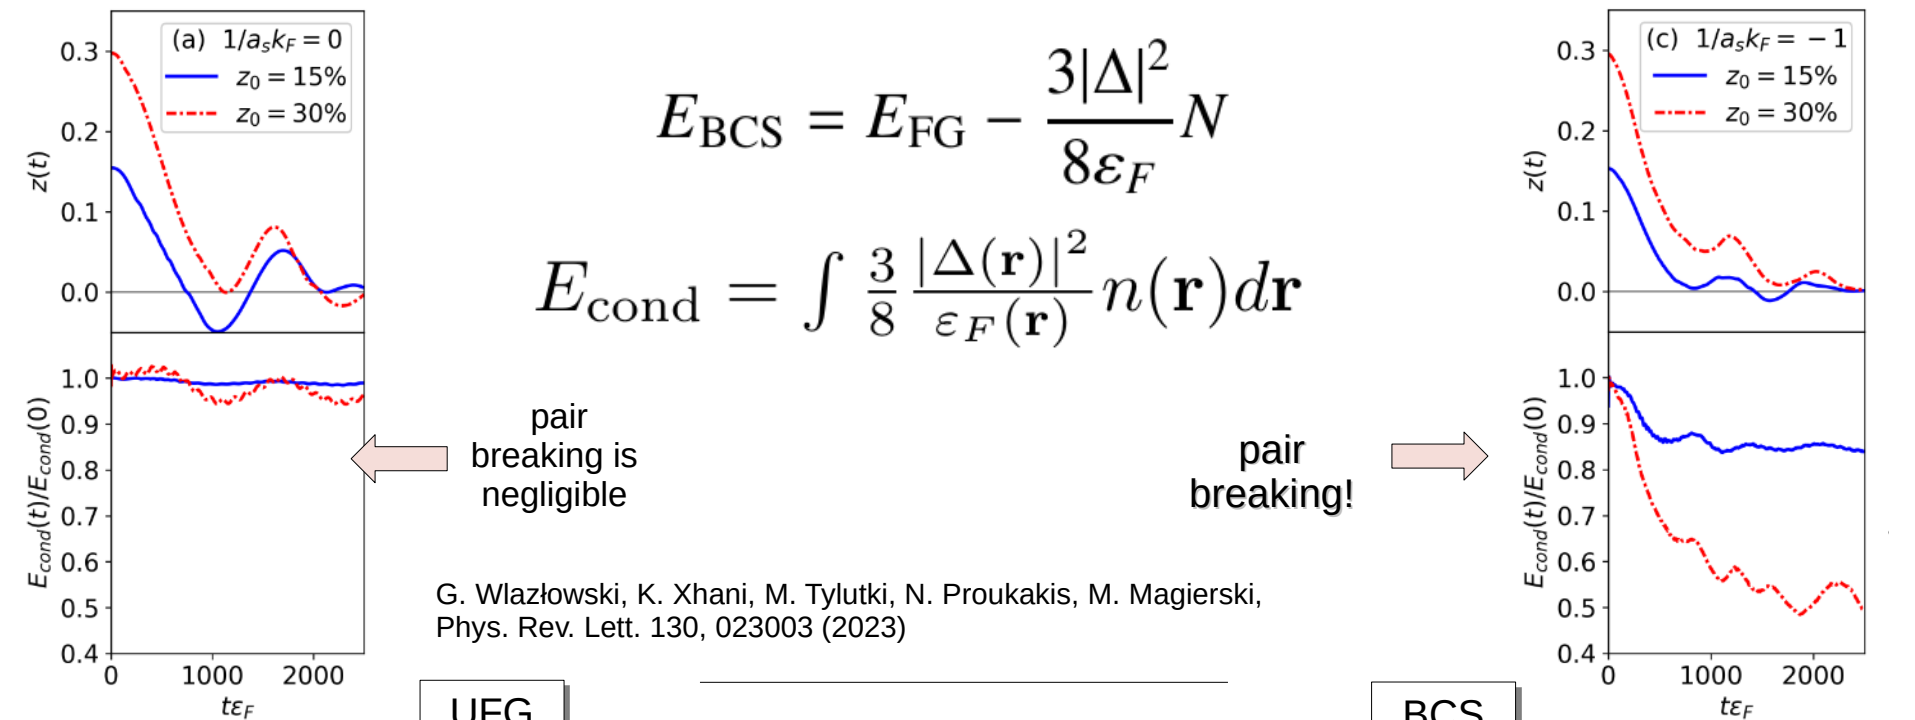 (a) 1/a_sk_F = 0
z_0 = 15%
z_0 = 30%
z(t)
0.3
0.2
0.1
0.0
E_cond(t)/E_cond(0)
1.0
0.9
0.8
0.7
0.6
0.5
0.4
0 1000 2000
tε_F
E_BCS = E_FG − 3|Δ|²/8ε_F N
E_cond = ∫ 3/8 |Δ(r)|²/ε_F(r) n(r)dr
pair
breaking is
negligible
pair
breaking!
G. Wlazłowski, K. Xhani, M. Tylutki, N. Proukakis, M. Magierski,
Phys. Rev. Lett. 130, 023003 (2023)
UFG
BCS
(c) 1/a_sk_F = −1
z_0 = 15%
z_0 = 30%
z(t)
0.3
0.2
0.1
0.0
E_cond(t)/E_cond(0)
1.0
0.9
0.8
0.7
0.6
0.5
0.4
0 1000 2000
tε_F